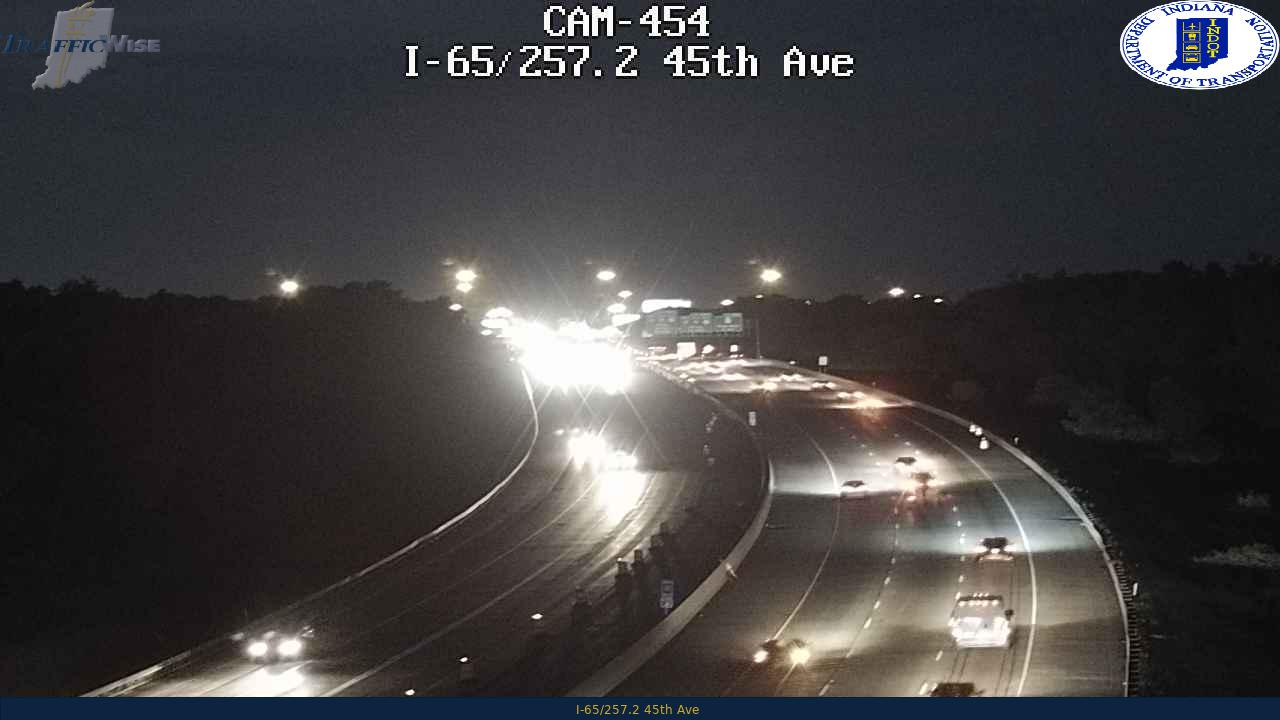 CAM-454
I-65/257.2 45th Ave
TRAFFICWISE
INDIANA
DEPARTMENT OF TRANSPORTATION
INDOT
I-65/257.2 45th Ave